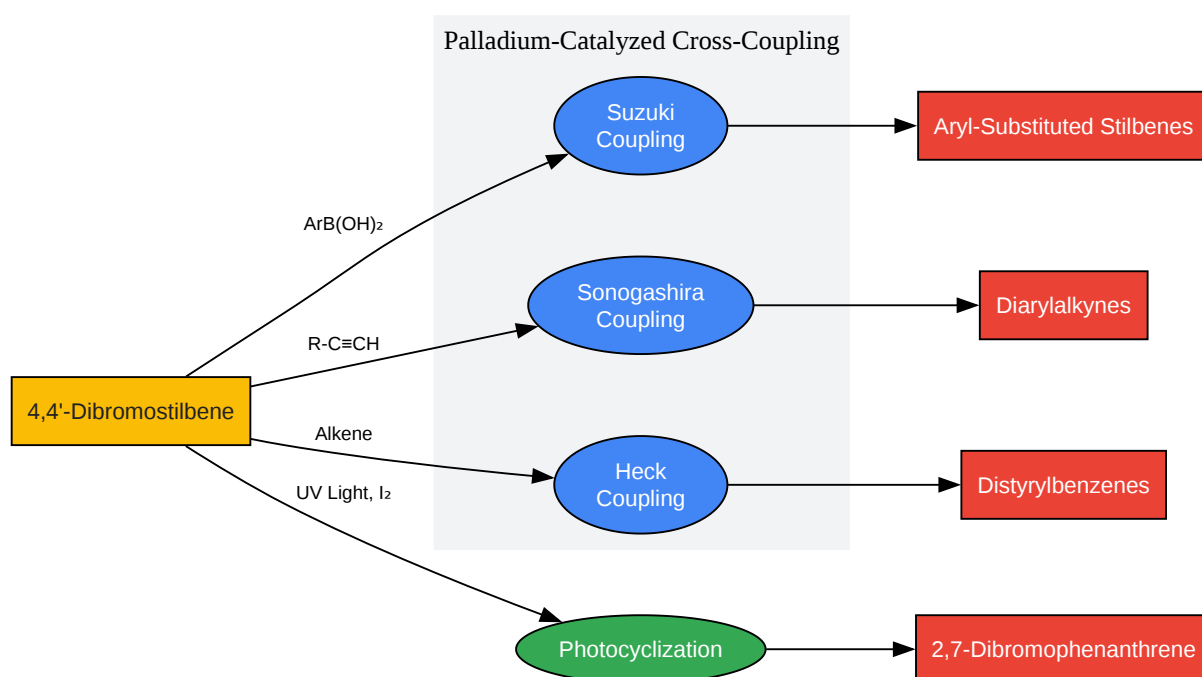 Palladium-Catalyzed Cross-Coupling
Suzuki
Coupling
Aryl-Substituted Stilbenes
ArB(OH)₂
Sonogashira
Coupling
Diarylalkynes
R-C≡CH
4,4'-Dibromostilbene
Alkene
Heck
Coupling
Distyrylbenzenes
UV Light, I₂
Photocyclization
2,7-Dibromophenanthrene